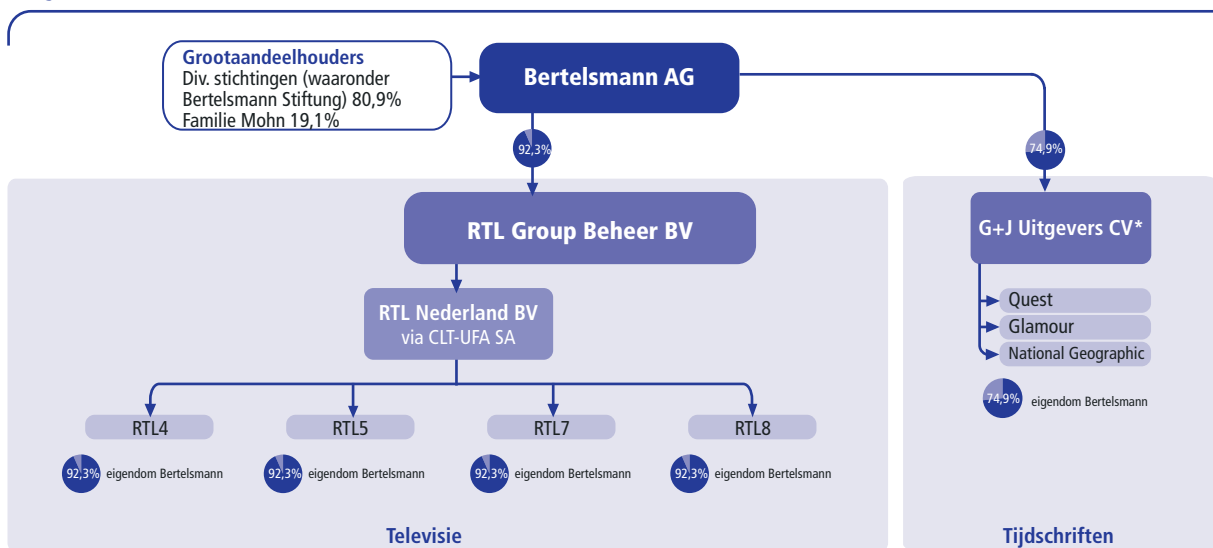 Grootaandeelhouders
Div. stichtingen (waaronder
Bertelsmann Stiftung) 80,9%
Familie Mohn 19,1%
Bertelsmann AG
92,3%
74,9%
RTL Group Beheer BV
G+J Uitgevers CV*
RTL Nederland BV
via CLT-UFA SA
Quest
Glamour
National Geographic
74,9% eigendom Bertelsmann
RTL4
RTL5
RTL7
RTL8
92,3% eigendom Bertelsmann
92,3% eigendom Bertelsmann
92,3% eigendom Bertelsmann
92,3% eigendom Bertelsmann
Televisie
Tijdschriften